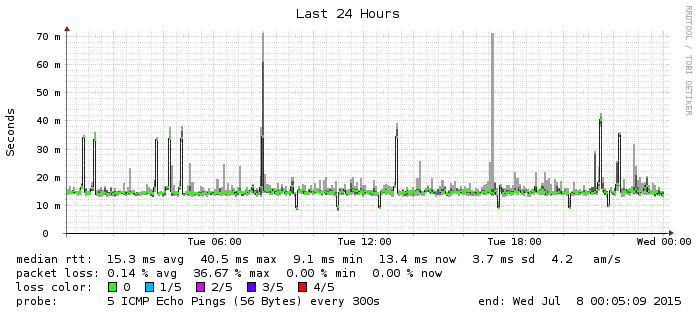 Last 24 Hours
RRDTOOL / TOBI OETIKER
Seconds
70 m
60 m
50 m
40 m
30 m
20 m
10 m
0
Tue 06:00 Tue 12:00 Tue 18:00 Wed 00:00
median rtt: 15.3 ms avg 40.5 ms max 9.1 ms min 13.4 ms now 3.7 ms sd 4.2 am/s
packet loss: 0.14 % avg 36.67 % max 0.00 % min 0.00 % now
loss color: 0 1/5 2/5 3/5 4/5
probe: 5 ICMP Echo Pings (56 Bytes) every 300s end: Wed Jul 8 00:05:09 2015